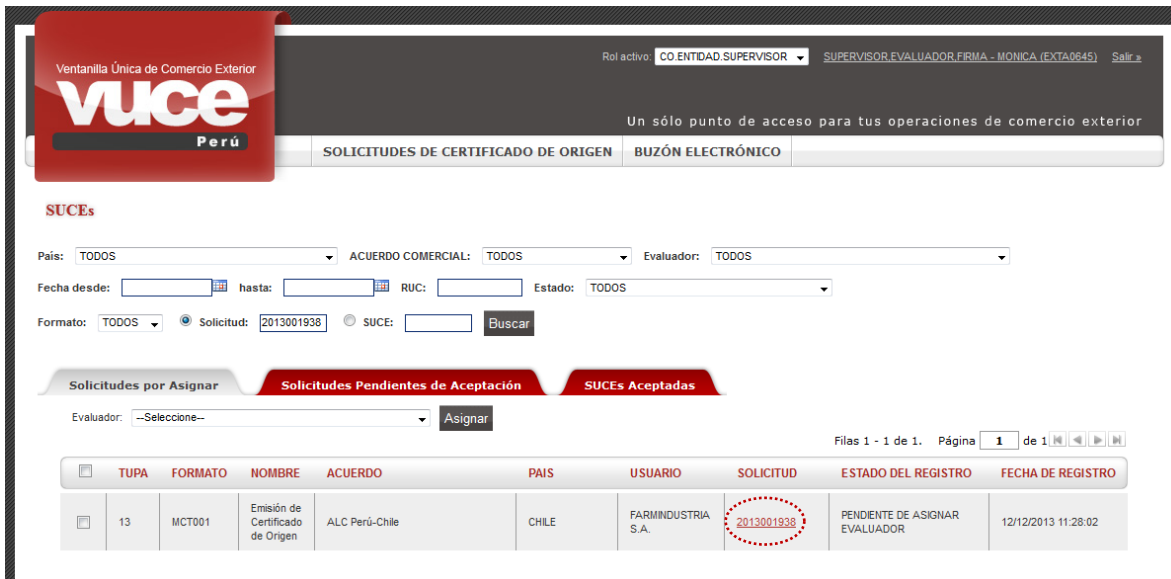 Ventanilla Única de Comercio Exterior
vuce
Perú
Rol activo: CO.ENTIDAD.SUPERVISOR SUPERVISOR,EVALUADOR,FIRMA - MONICA (EXTA0645) Salir »
Un sólo punto de acceso para tus operaciones de comercio exterior
SOLICITUDES DE CERTIFICADO DE ORIGEN BUZÓN ELECTRÓNICO
SUCEs
País: TODOS ACUERDO COMERCIAL: TODOS Evaluador: TODOS
Fecha desde: hasta: RUC: Estado: TODOS
Formato: TODOS Solicitud: 2013001938 SUCE: Buscar
Solicitudes por Asignar Solicitudes Pendientes de Aceptación SUCEs Aceptadas
Evaluador: --Seleccione-- Asignar
Filas 1 - 1 de 1. Página 1 de 1
TUPA FORMATO NOMBRE ACUERDO PAIS USUARIO SOLICITUD ESTADO DEL REGISTRO FECHA DE REGISTRO
13 MCT001 Emisión de Certificado de Origen ALC Perú-Chile CHILE FARMINDUSTRIA S.A. 2013001938 PENDIENTE DE ASIGNAR EVALUADOR 12/12/2013 11:28:02